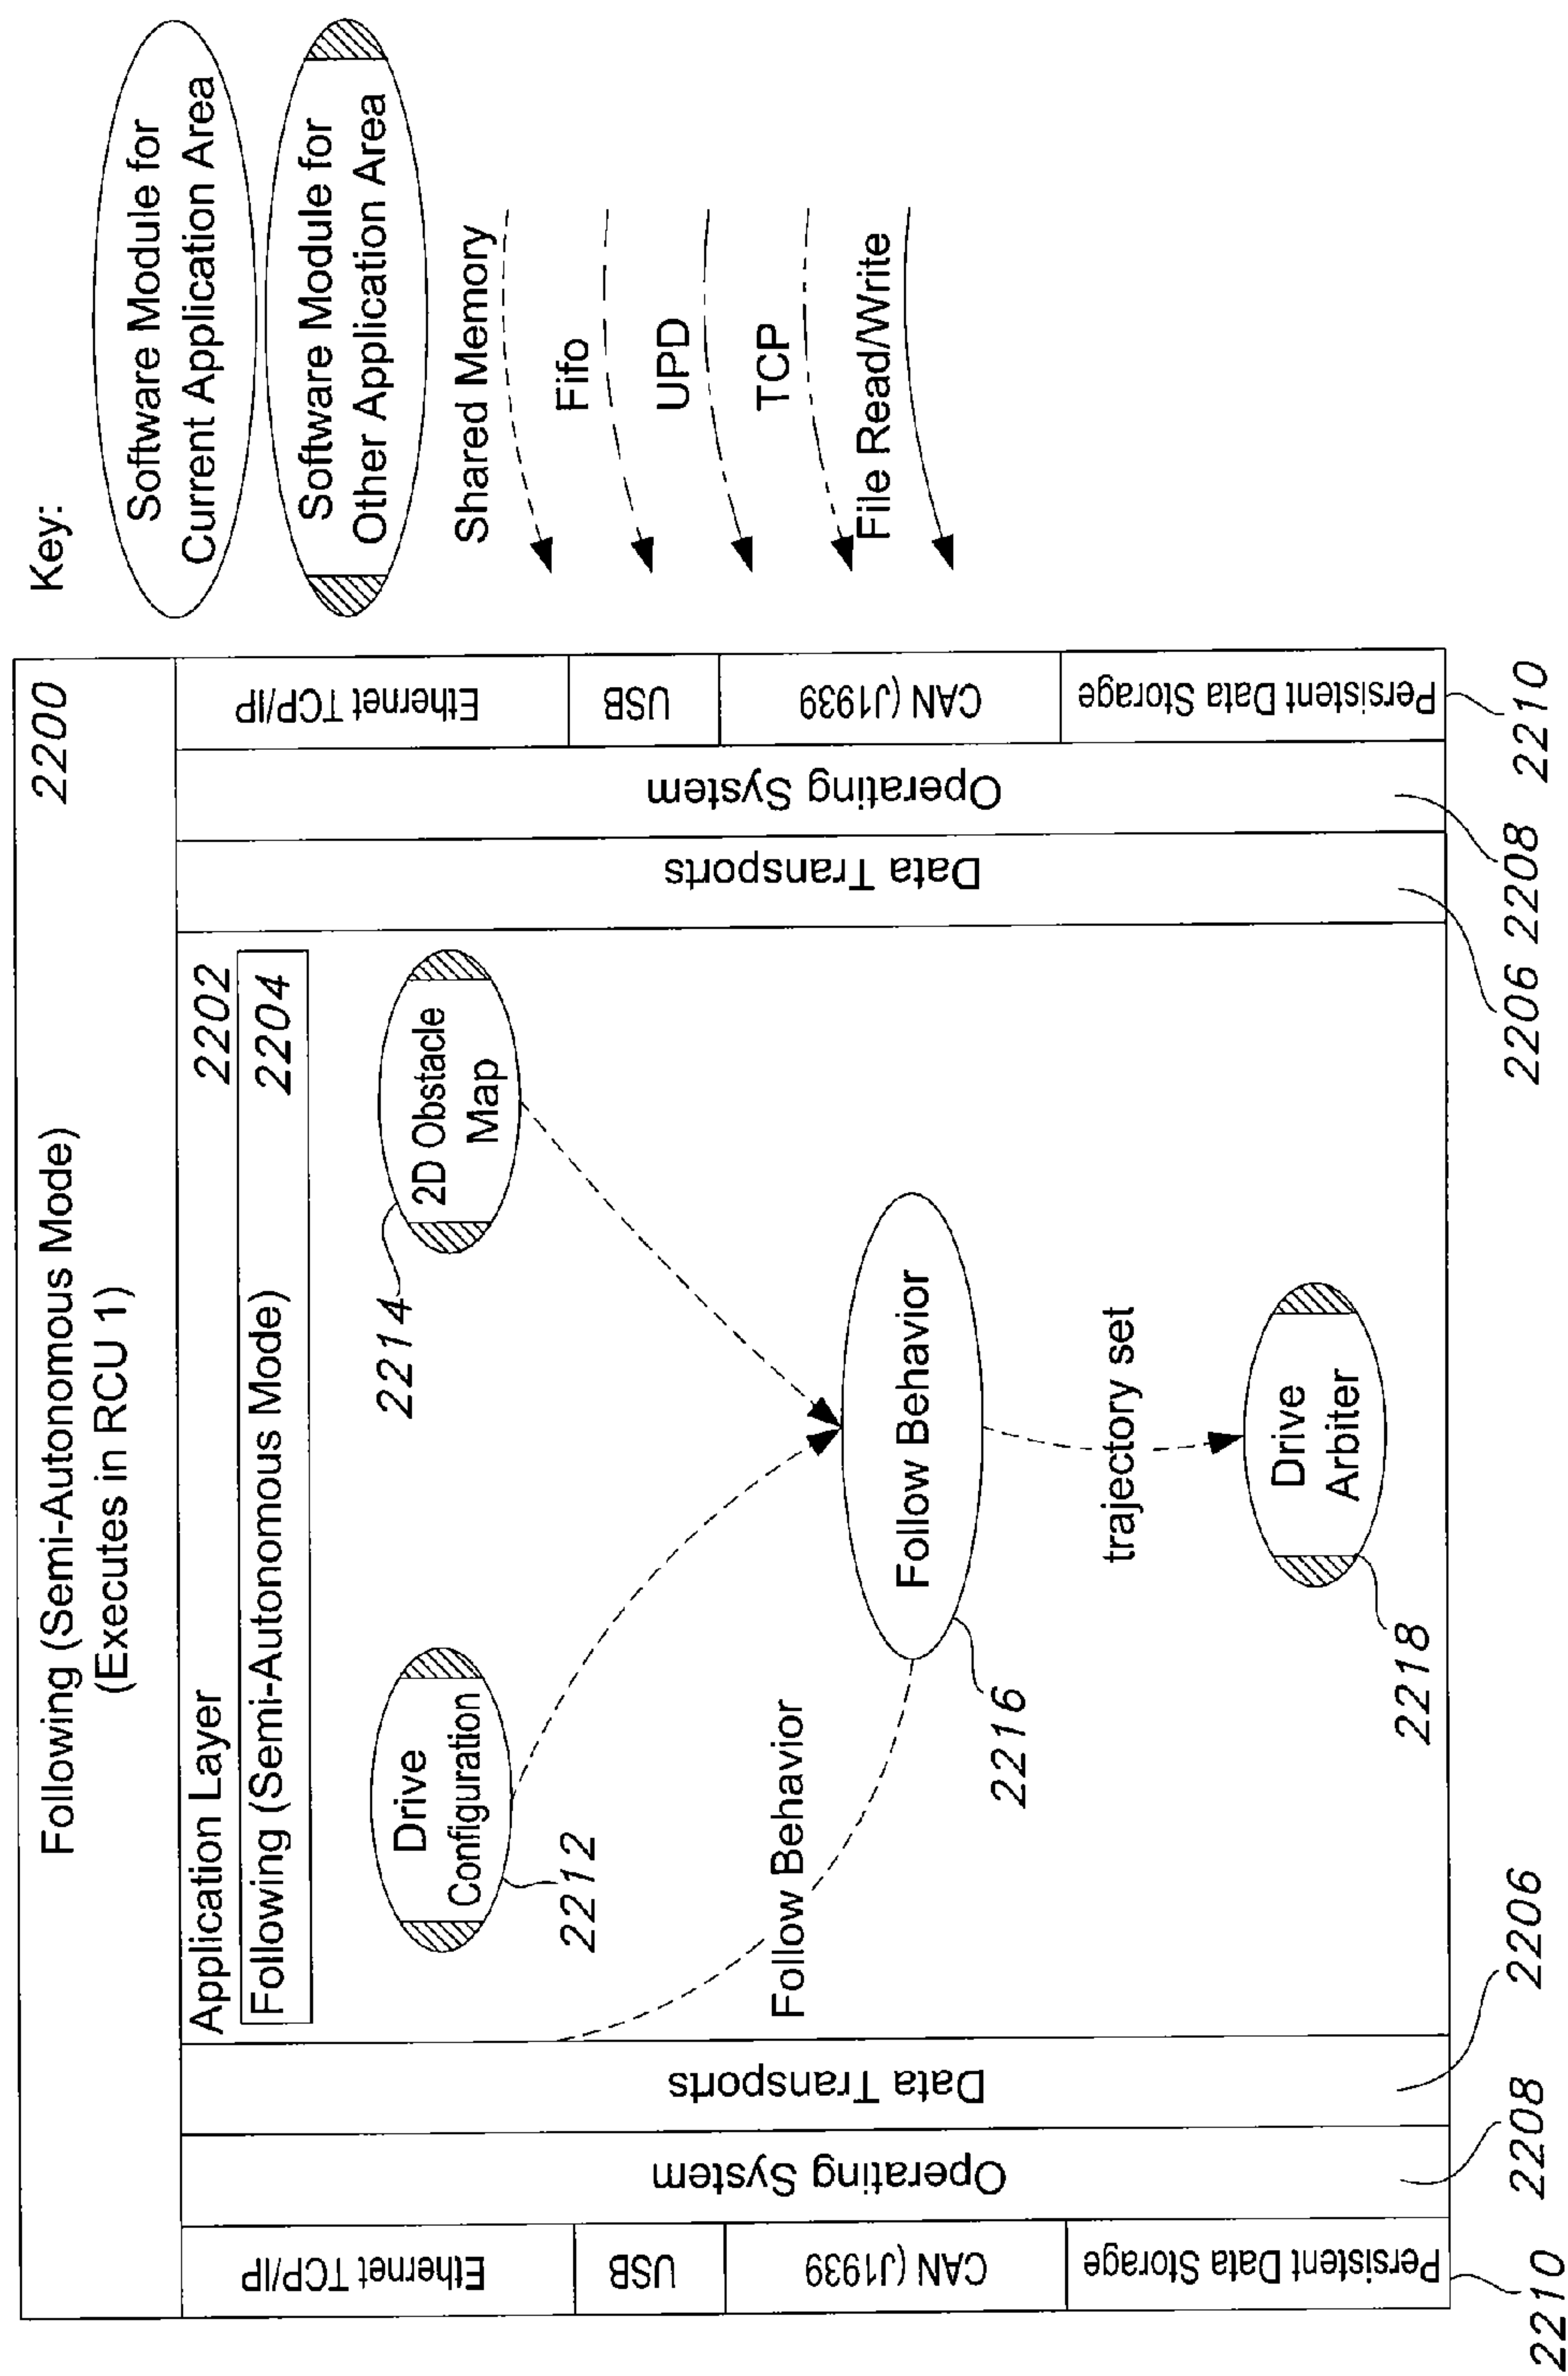 Following (Semi-Autonomous Mode)
(Executes in RCU 1)
2200
Application Layer
2202
Following (Semi-Autonomous Mode)
2204
Ethernet TCP/IP
USB
CAN (J1939
Persistent Data Storage
2210
Operating System
2208
Data Transports
2206
Drive
Configuration
2212
2D Obstacle
Map
2214
Follow Behavior
2216
Follow Behavior
trajectory set
Drive
Arbiter
2218
Data Transports
2206
Operating System
2208
Ethernet TCP/IP
USB
CAN (J1939
Persistent Data Storage
2210
Key:
Software Module for
Current Application Area
Software Module for
Other Application Area
Shared Memory
Fifo
UPD
TCP
File Read/Write